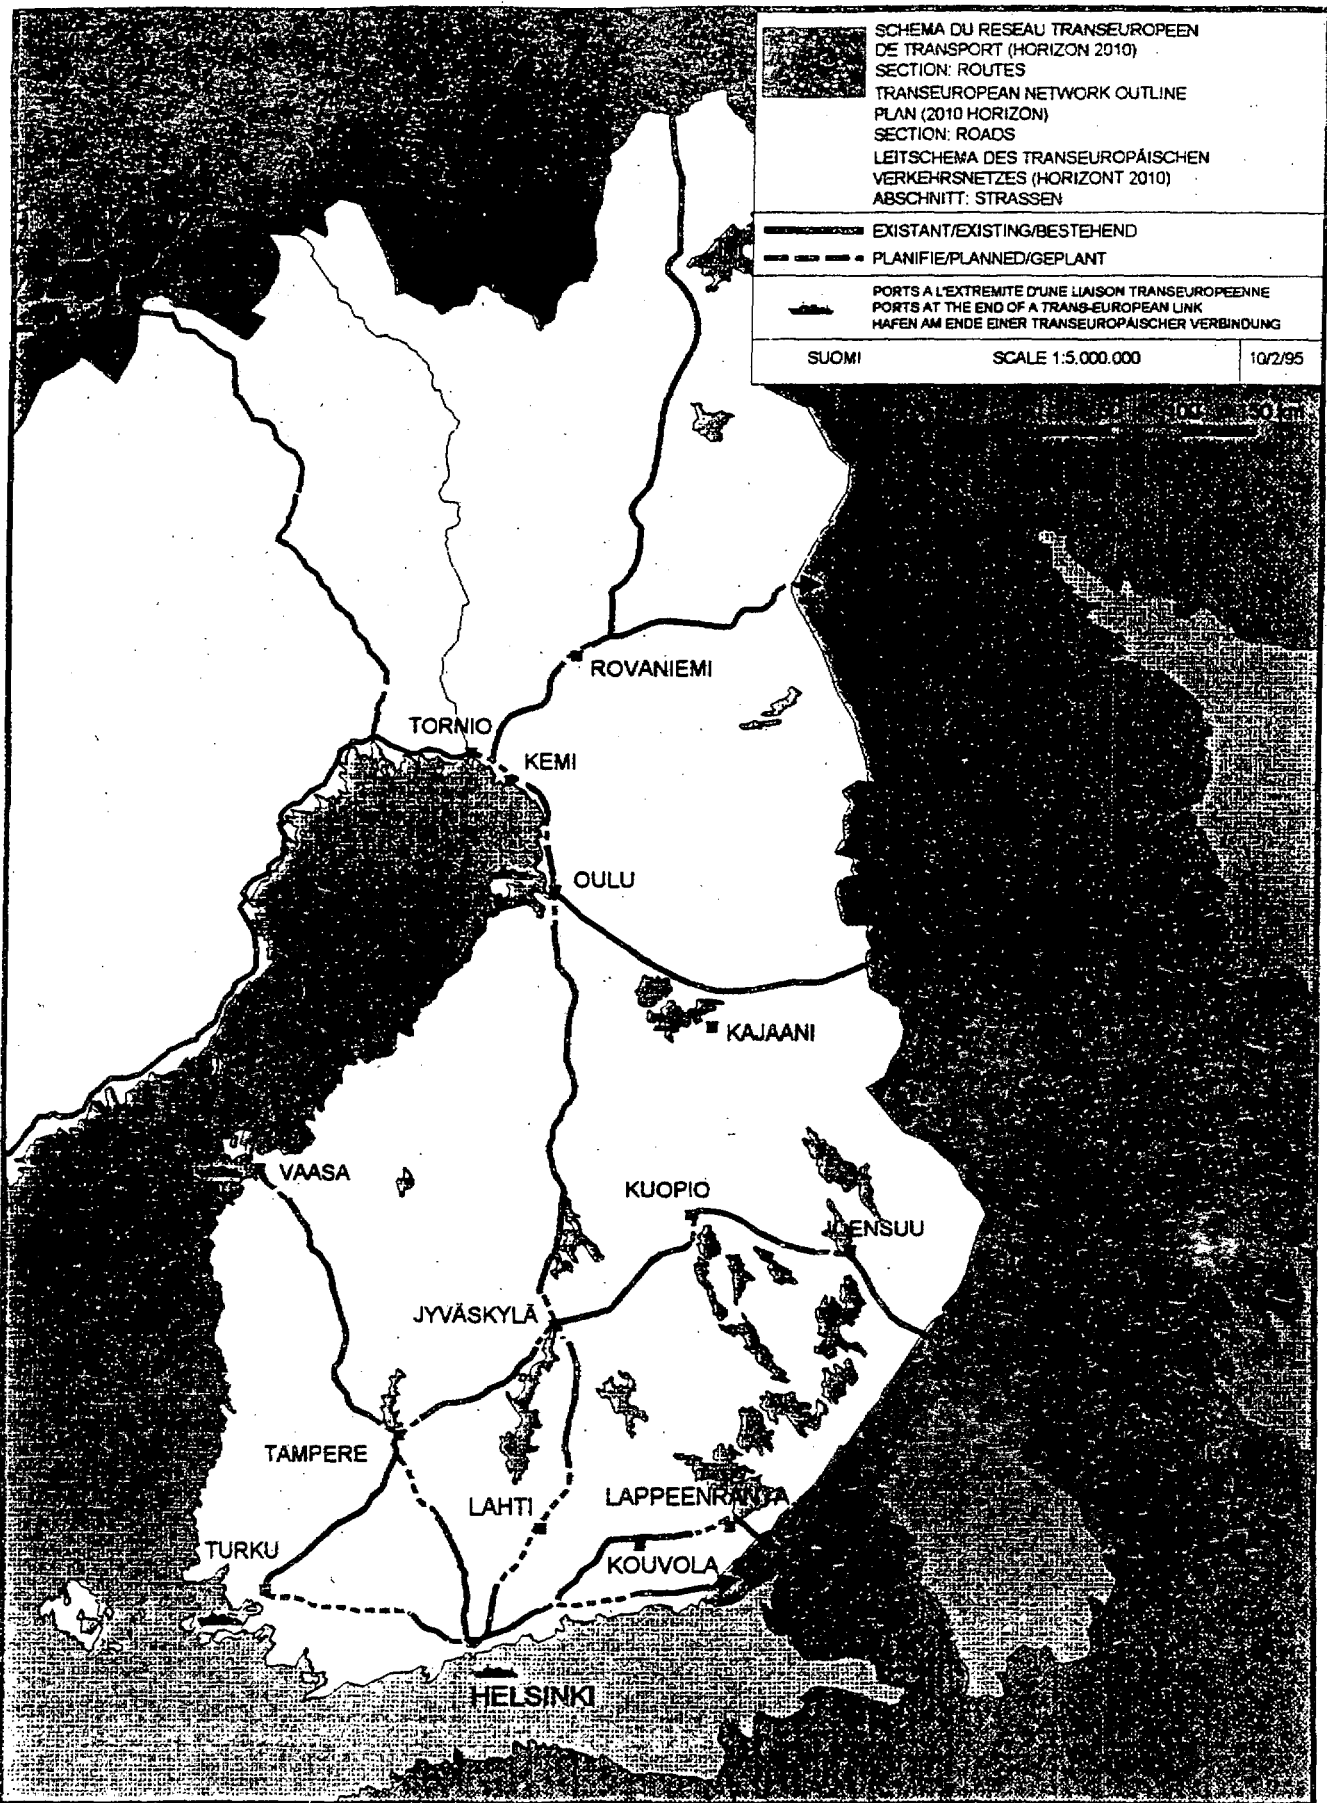 SCHEMA DU RESEAU TRANSEUROPEEN
DE TRANSPORT (HORIZON 2010)
SECTION: ROUTES
TRANSEUROPEAN NETWORK OUTLINE
PLAN (2010 HORIZON)
SECTION: ROADS
LEITSCHEMA DES TRANSEUROPÄISCHEN
VERKEHRSNETZES (HORIZONT 2010)
ABSCHNITT: STRASSEN
EXISTANT/EXISTING/BESTEHEND
PLANIFIE/PLANNED/GEPLANT
PORTS A L'EXTREMITE D'UNE LIAISON TRANSEUROPEENNE
PORTS AT THE END OF A TRANS-EUROPEAN LINK
HAFEN AM ENDE EINER TRANSEUROPÄISCHER VERBINDUNG
SUOMI SCALE 1:5.000.000 10/2/95
km
ROVANIEMI
TORNIO
KEMI
OULU
KAJAANI
VAASA
KUOPIO
JOENSUU
JYVÄSKYLÄ
TAMPERE
LAHTI
LAPPEENRANTA
TURKU
KOUVOLA
HELSINKI